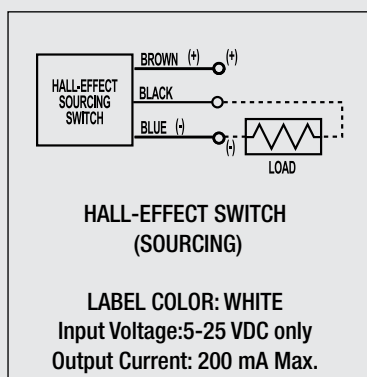 BROWN (+) (+)
HALL-EFFECT
SOURCING
SWITCH
BLACK
BLUE (-) (-)
LOAD
HALL-EFFECT SWITCH
(SOURCING)
LABEL COLOR: WHITE
Input Voltage:5-25 VDC only
Output Current: 200 mA Max.